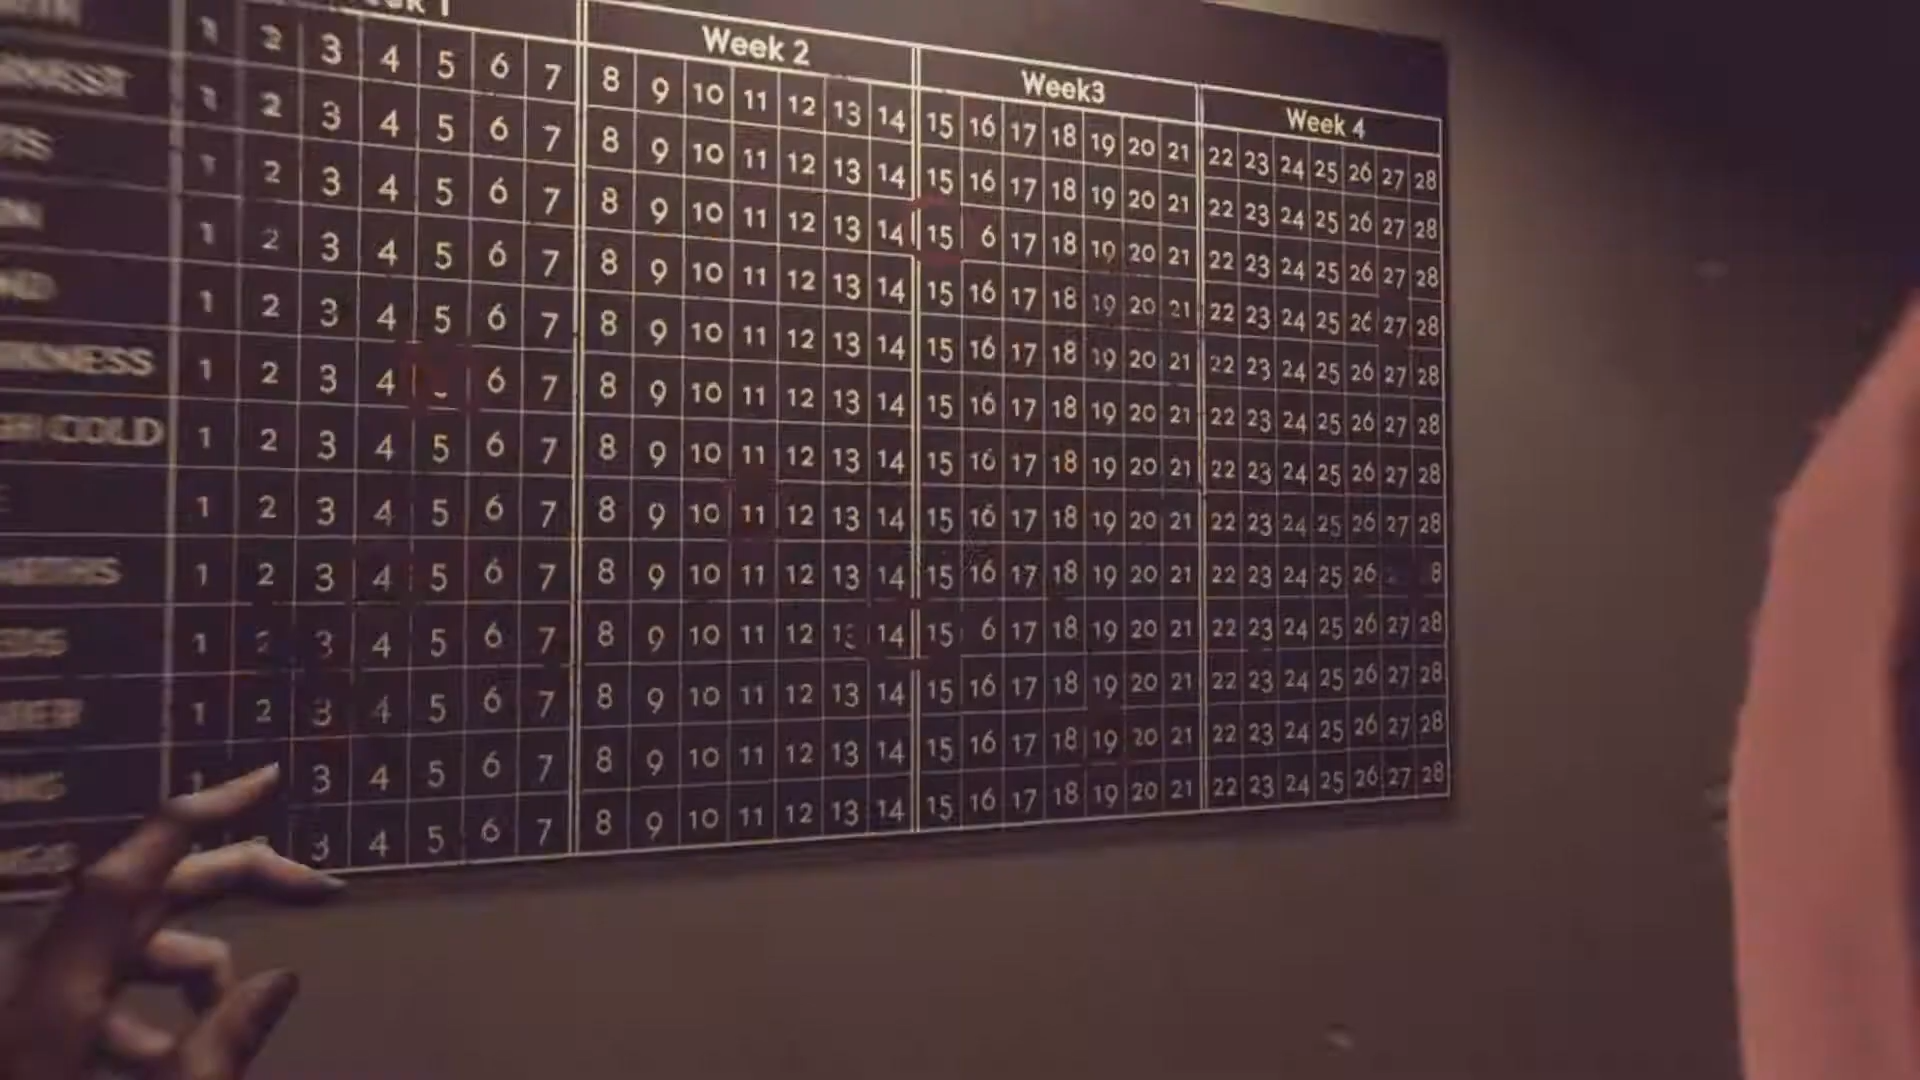 Week 2
Week3
Week 4
1 2 3 4 5 6 7 8 9 10 11 12 13 14 15 16 17 18 19 20 21 22 23 24 25 26 27 28
1 2 3 4 5 6 7 8 9 10 11 12 13 14 15 16 17 18 19 20 21 22 23 24 25 26 27 28
1 2 3 4 5 6 7 8 9 10 11 12 13 14 15 6 17 18 19 20 21 22 23 24 25 26 27 28
1 2 3 4 5 6 7 8 9 10 11 12 13 14 15 16 17 18 19 20 21 22 23 24 25 26 27 28
1 2 3 4 5 6 7 8 9 10 11 12 13 14 15 16 17 18 19 20 21 22 23 24 25 26 27 28
1 2 3 4 6 7 8 9 10 11 12 13 14 15 16 17 18 19 20 21 22 23 24 25 26 27 28
COLD 1 2 3 4 5 6 7 8 9 10 11 12 13 14 15 16 17 18 19 20 21 22 23 24 25 26 27 28
1 2 3 4 5 6 7 8 9 10 11 12 13 14 15 16 17 18 19 20 21 22 23 24 25 26 27 28
1 2 3 4 5 6 7 8 9 10 11 12 13 14 15 16 17 18 19 20 21 22 23 24 25 26 8
1 2 3 4 5 6 7 8 9 10 11 12 14 15 6 17 18 19 20 21 22 23 24 25 26 27 28
1 2 3 4 5 6 7 8 9 10 11 12 13 14 15 16 17 18 19 20 21 22 23 24 25 26 27 28
3 4 5 6 7 8 9 10 11 12 13 14 15 16 17 18 19 20 21 22 23 24 25 26 27 28
3 4 5 6 7 8 9 10 11 12 13 14 15 16 17 18 19 20 21 22 23 24 25 26 27 28